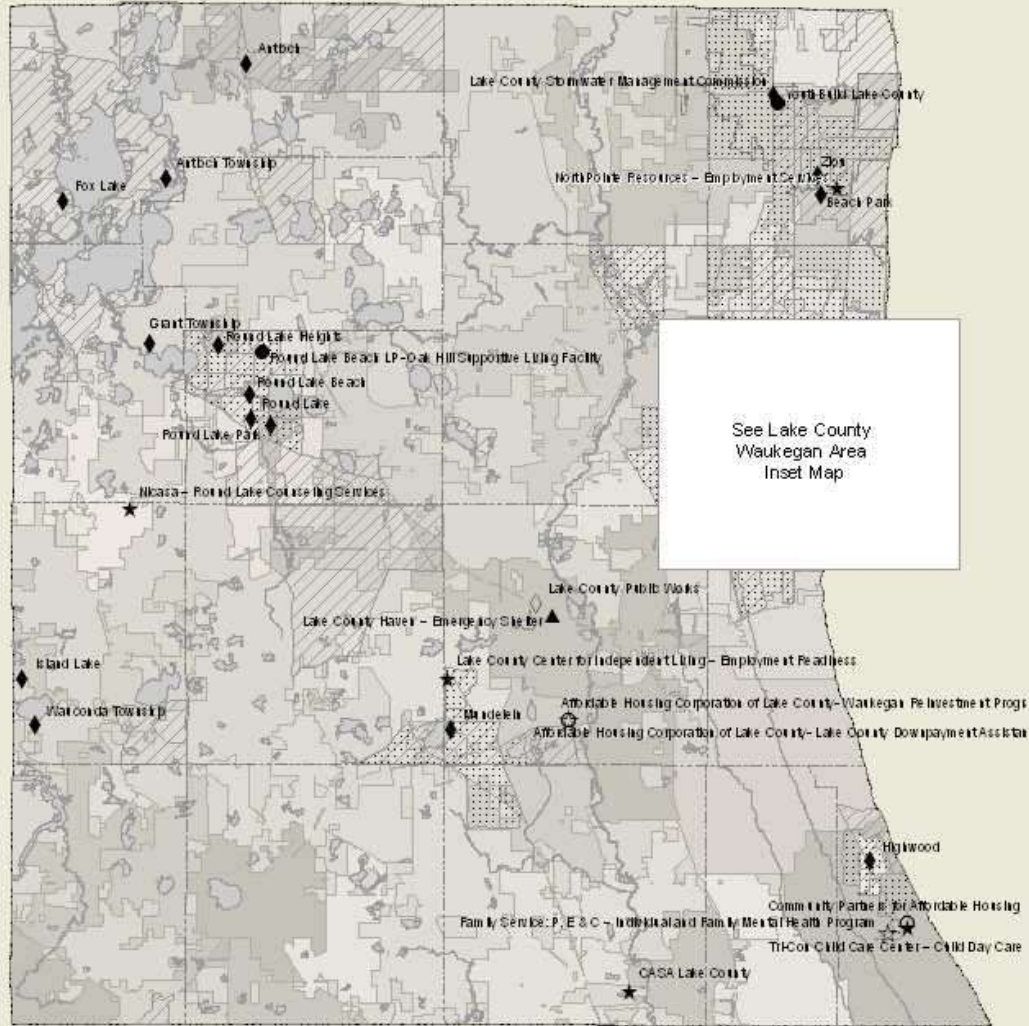 Antioch
Lake County Stormwater Management Commission
Youth Build Lake County
Antioch Township
Fox Lake
Zion
NorthPointe Resources - Employment Services
Beach Park
Grant Township
Round Lake Heights
Round Lake Beach LP-Oak Hill Supportive Living Facility
Round Lake Beach
Round Lake
Round Lake Park
See Lake County
Waukegan Area
Inset Map
Nicasa - Round Lake Counseling Services
Lake County Public Works
Lake County Haven - Emergency Shelter
Lake County Center for Independent Living - Employment Readiness
Island Lake
Wauconda Township
Mundelein
Affordable Housing Corporation of Lake County- Waukegan Reinvestment Progs
Affordable Housing Corporation of Lake County- Lake County Downpayment Assistan
Highwood
Community Partners for Affordable Housing
Family Service: P, E & C - Individual and Family Mental Health Program
Tri-Con Child Care Center - Child Day Care
CASA Lake County